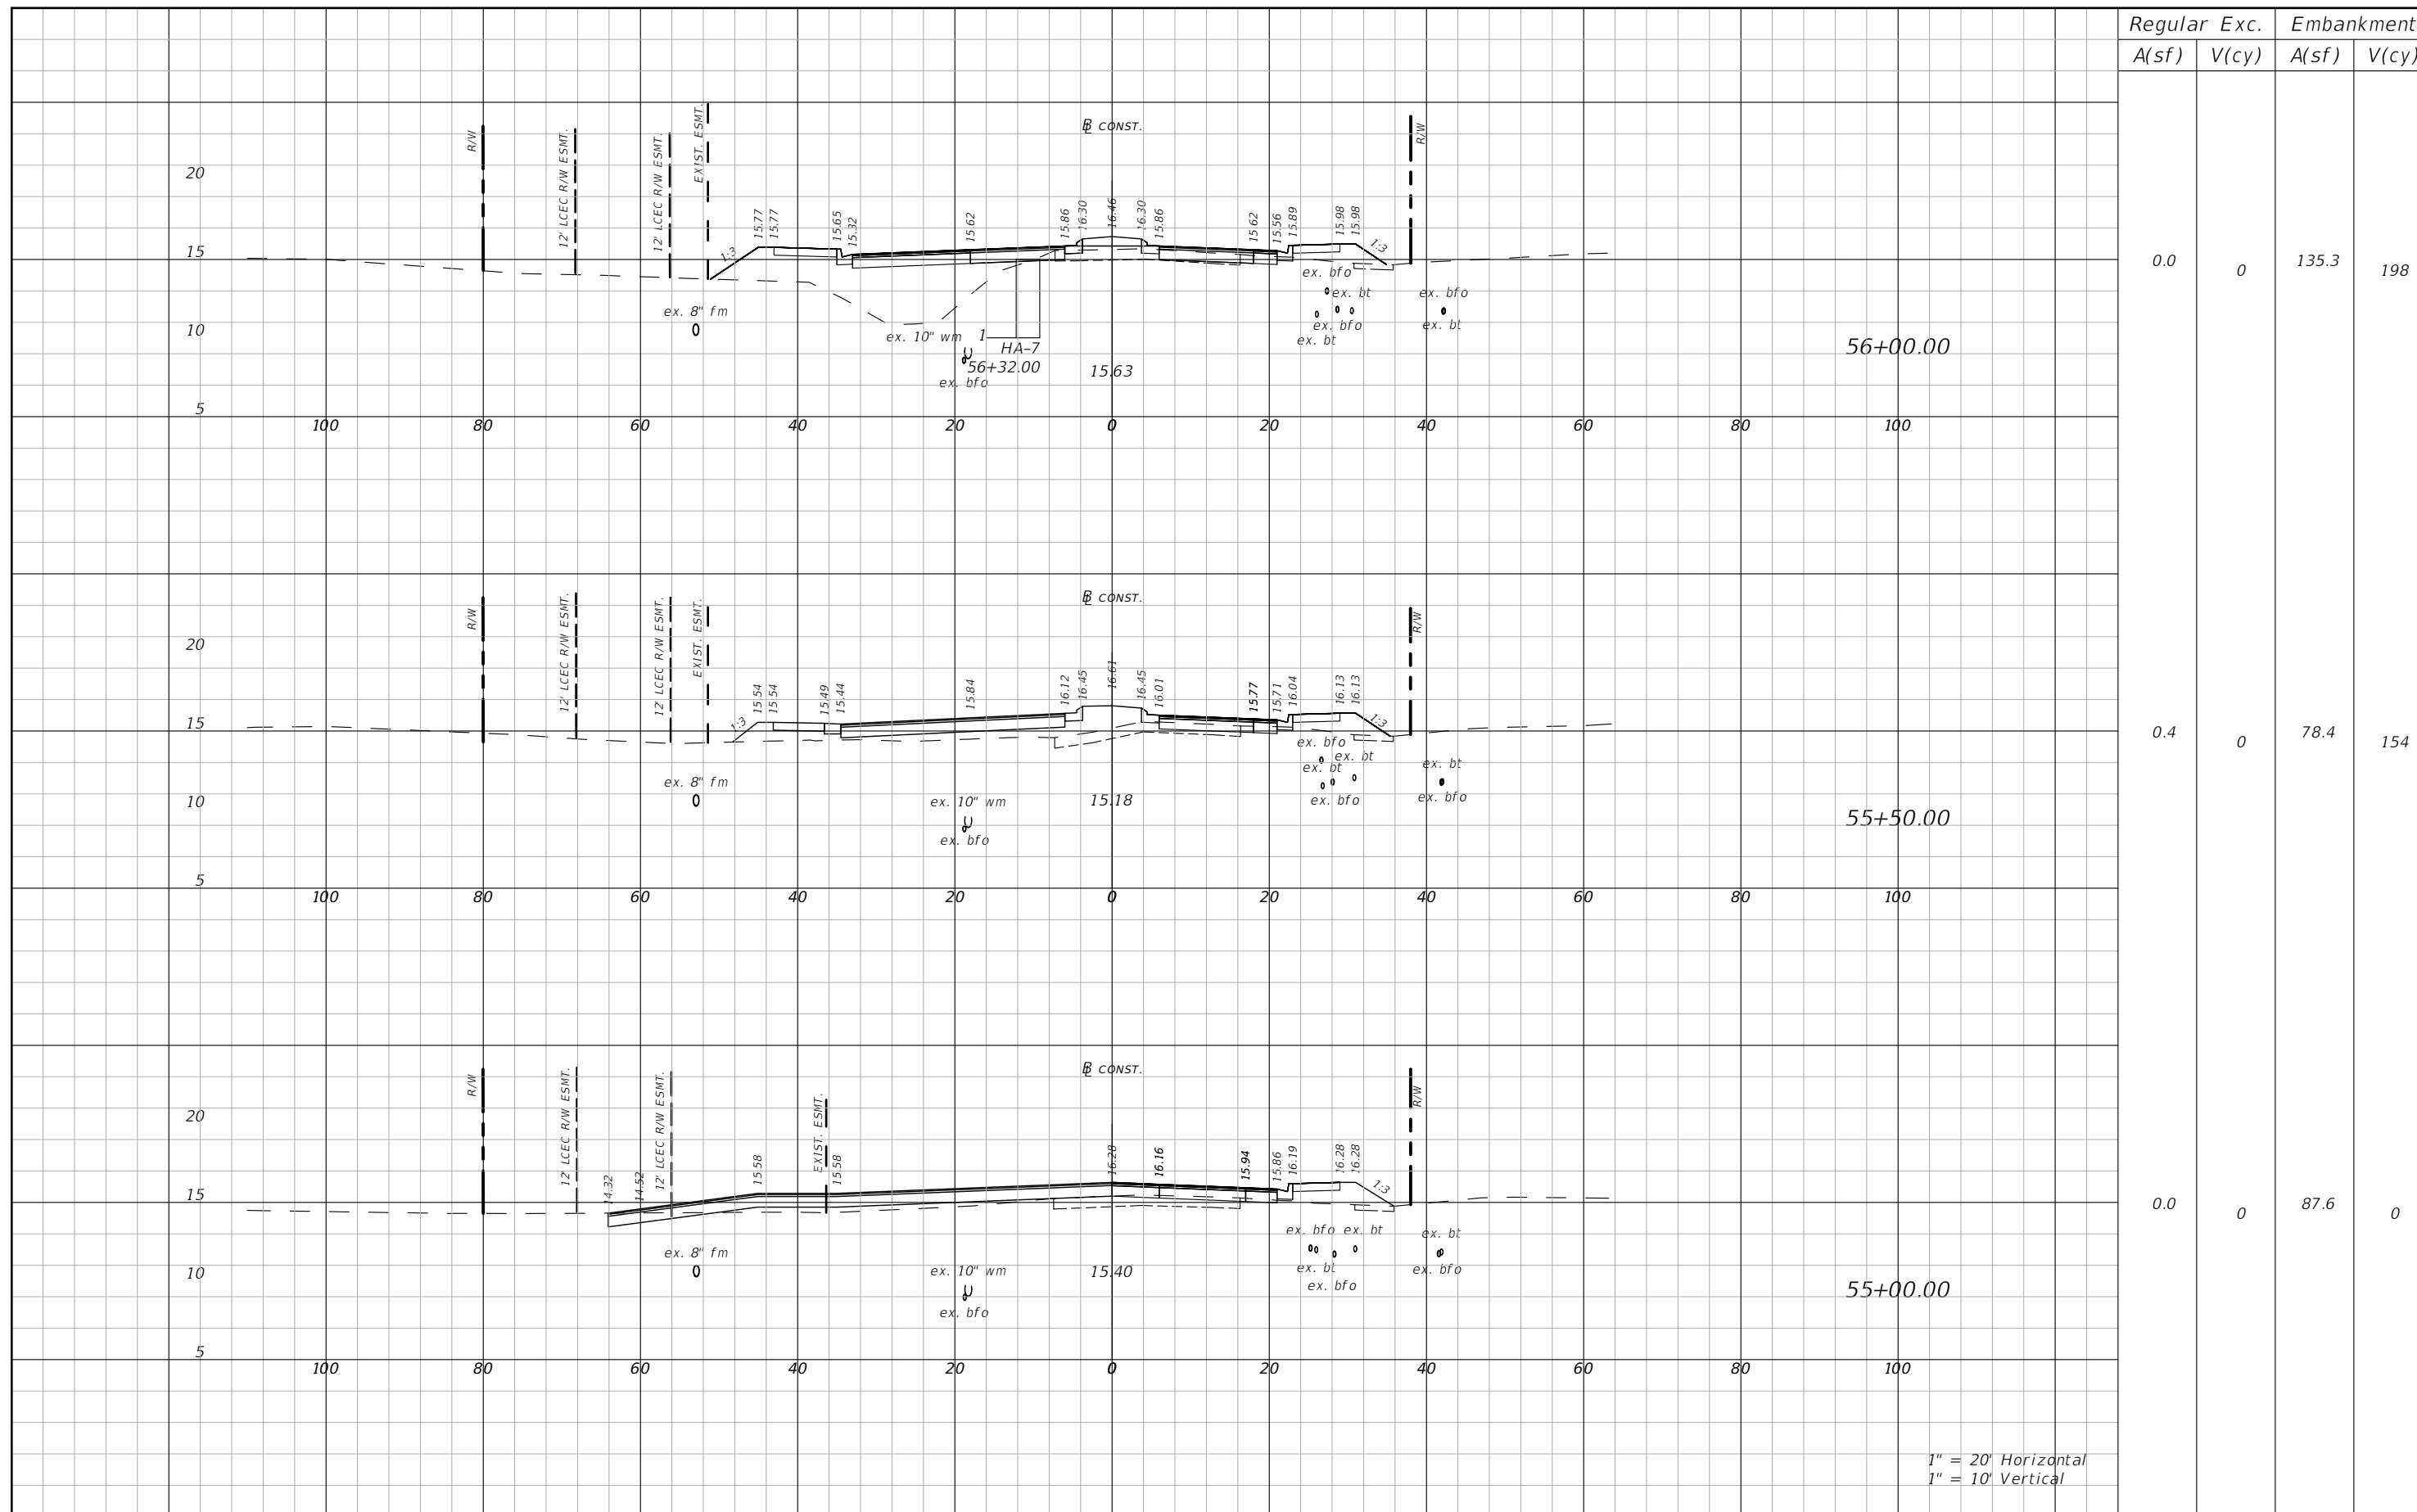 Regular Exc. Embankment
A(sf) V(cy) A(sf) V(cy)
₧ CONST.
R/W
12' LCEC R/W ESMT.
12' LCEC R/W ESMT.
EXIST. ESMT.
R/W
20
15
10
5
1:3
15.77 15.77 15.65 15.32 15.62 15.86 16.30 16.46 16.30 15.86 15.62 15.56 15.89 15.98 15.98
1:3
ex. 8" fm
ex. 10" wm
1
HA-7
56+32.00
ex. bfo
15.63
ex. bfo
ex. bt
ex. bfo
ex. bt
ex. bfo
ex. bt
56+00.00
0.0 0 135.3 198
100 80 60 40 20 0 20 40 60 80 100
₧ CONST.
R/W
12' LCEC R/W ESMT.
12' LCEC R/W ESMT.
EXIST. ESMT.
R/W
20
15
10
5
1:3
15.54 15.54 15.49 15.44 15.84 16.12 16.45 16.61 16.45 16.01 15.77 15.71 16.04 16.13 16.13
1:3
ex. 8" fm
ex. 10" wm
ex. bfo
15.18
ex. bfo
ex. bt
ex. bt
ex. bfo
ex. bt
ex. bfo
55+50.00
0.4 0 78.4 154
100 80 60 40 20 0 20 40 60 80 100
₧ CONST.
R/W
12' LCEC R/W ESMT.
12' LCEC R/W ESMT.
EXIST. ESMT.
R/W
20
15
10
5
14.32 14.52 15.58 15.58 16.28 16.16 15.94 15.86 16.19 16.28 16.28
1:3
ex. 8" fm
ex. 10" wm
ex. bfo
15.40
ex. bfo ex. bt
ex. bt
ex. bfo
ex. bt
ex. bfo
55+00.00
0.0 0 87.6 0
100 80 60 40 20 0 20 40 60 80 100
1" = 20' Horizontal
1" = 10' Vertical